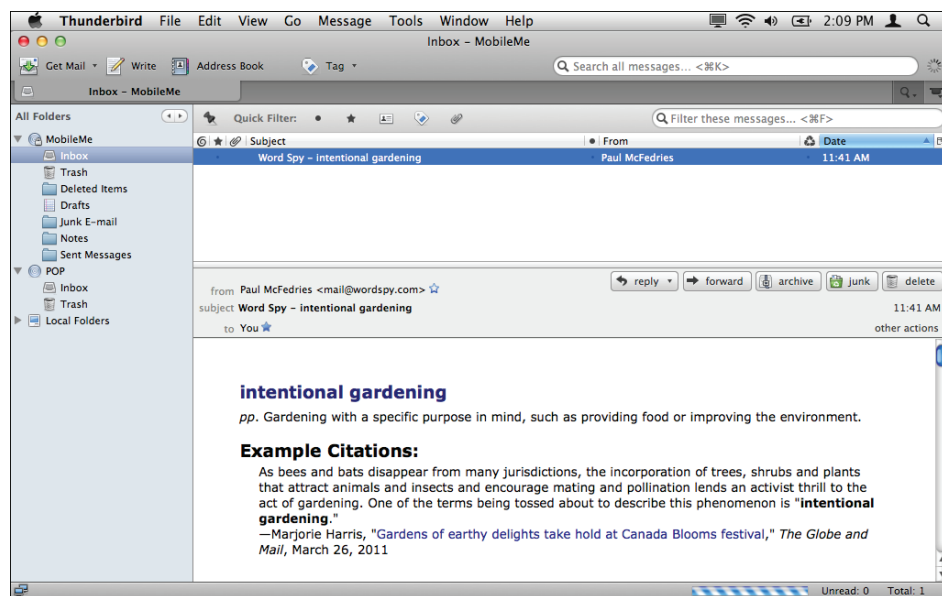 Thunderbird File Edit View Go Message Tools Window Help 2:09 PM
Inbox – MobileMe
Get Mail Write Address Book Tag Search all messages... <⌘K>
Inbox – MobileMe
All Folders Quick Filter: Filter these messages... <⌘F>
MobileMe
Inbox
Trash
Deleted Items
Drafts
Junk E-mail
Notes
Sent Messages
POP
Inbox
Trash
Local Folders
Subject From Date
Word Spy – intentional gardening Paul McFedries 11:41 AM
reply forward archive junk delete
from Paul McFedries <mail@wordspy.com>
subject Word Spy – intentional gardening 11:41 AM
to You other actions
intentional gardening
pp. Gardening with a specific purpose in mind, such as providing food or improving the environment.
Example Citations:
As bees and bats disappear from many jurisdictions, the incorporation of trees, shrubs and plants
that attract animals and insects and encourage mating and pollination lends an activist thrill to the
act of gardening. One of the terms being tossed about to describe this phenomenon is "intentional
gardening."
—Marjorie Harris, "Gardens of earthy delights take hold at Canada Blooms festival," The Globe and
Mail, March 26, 2011
Unread: 0 Total: 1